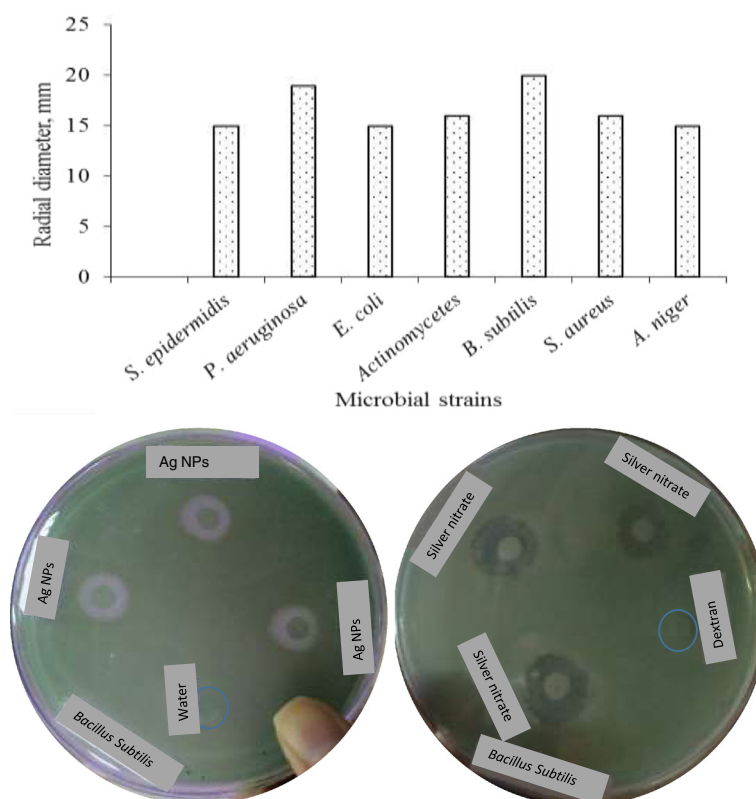 25
20
15
10
5
0
Radial diameter, mm
S. epidermidis
P. aeruginosa
E. coli
Actinomycetes
B. subtilis
S. aureus
A. niger
Microbial strains
Ag NPs
Ag NPs
Ag NPs
Water
Bacillus Subtilis
Silver nitrate
Silver nitrate
Dextran
Silver nitrate
Bacillus Subtilis